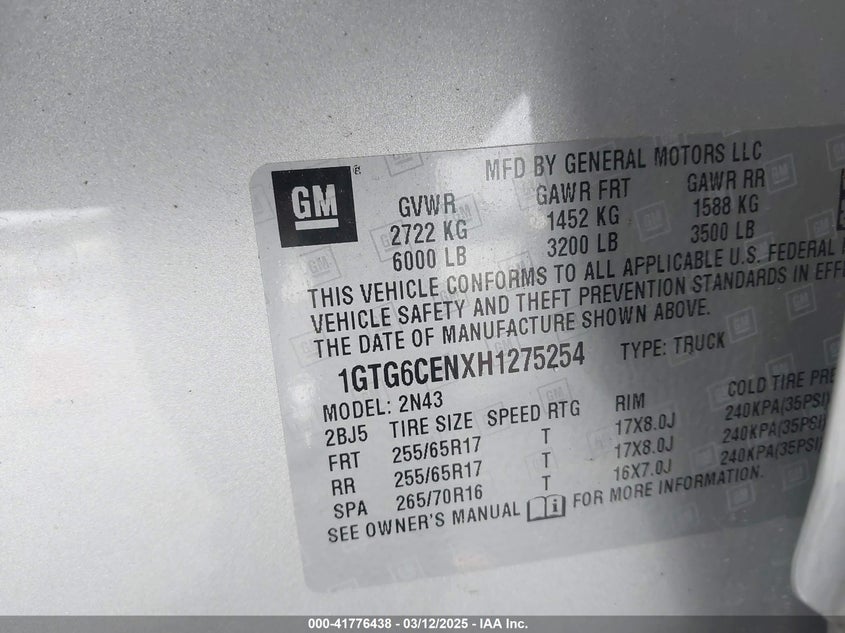 MFD BY GENERAL MOTORS LLC
GM
GVWR GAWR FRT GAWR RR
2722 KG 1452 KG 1588 KG
6000 LB 3200 LB 3500 LB
THIS VEHICLE CONFORMS TO ALL APPLICABLE U.S. FEDERAL
VEHICLE SAFETY AND THEFT PREVENTION STANDARDS IN EFFE
THE DATE OF MANUFACTURE SHOWN ABOVE.
1GTG6CENXH1275254 TYPE: TRUCK
MODEL: 2N43
2BJ5 TIRE SIZE SPEED RTG RIM COLD TIRE PRE
FRT 255/65R17 T 17X8.0J 240KPA(35PSI)
RR 255/65R17 T 17X8.0J 240KPA(35PSI)
SPA 265/70R16 T 16X7.0J 240KPA(35PSI)
SEE OWNER'S MANUAL FOR MORE INFORMATION.
000-41776438 - 03/12/2025 - IAA Inc.